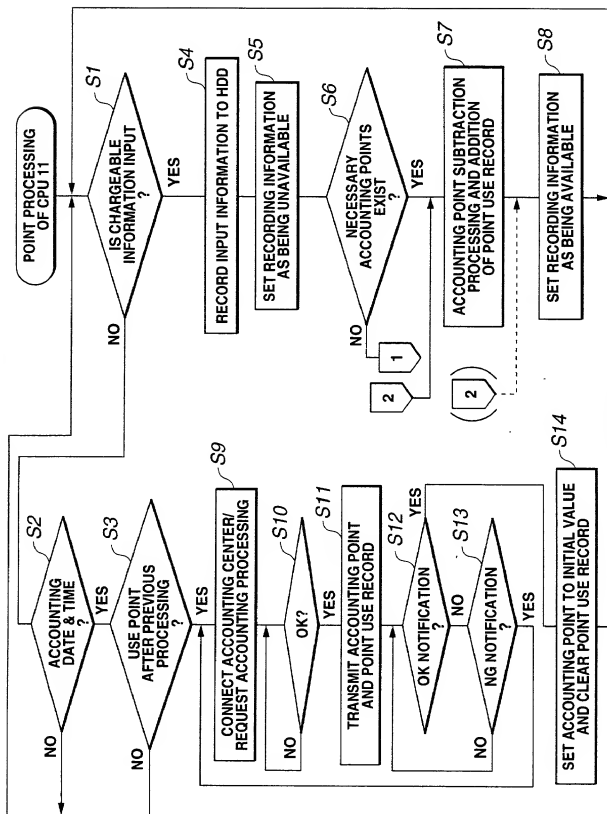 POINT PROCESSING
OF CPU 11
S1
IS CHARGEABLE
INFORMATION INPUT
?
NO
YES
S4
RECORD INPUT INFORMATION TO HDD
S5
SET RECORDING INFORMATION
AS BEING UNAVAILABLE
S6
NECESSARY
ACCOUNTING POINTS
EXIST
?
NO
YES
1
2
S7
ACCOUNTING POINT SUBTRACTION
PROCESSING AND ADDITION
OF POINT USE RECORD
( 2 )
S8
SET RECORDING INFORMATION
AS BEING AVAILABLE
S2
ACCOUNTING
DATE & TIME
?
NO
YES
S3
USE POINT
AFTER PREVIOUS
PROCESSING
?
NO
YES
S9
CONNECT ACCOUNTING CENTER/
REQUEST ACCOUNTING PROCESSING
S10
OK?
NO
YES
S11
TRANSMIT ACCOUNTING POINT
AND POINT USE RECORD
S12
OK NOTIFICATION
?
YES
NO
S13
NG NOTIFICATION
?
NO
YES
S14
SET ACCOUNTING POINT TO INITIAL VALUE
AND CLEAR POINT USE RECORD